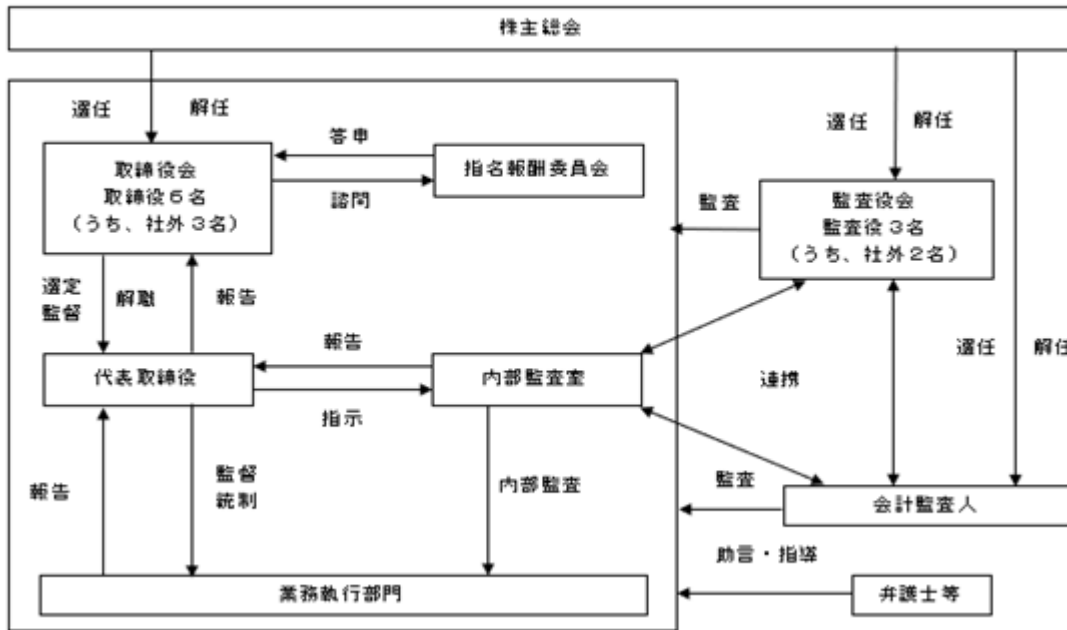 株主総会
選任
解任
選任
解任
答申
取締役会
取締役6名
（うち、社外3名）
指名報酬委員会
諮問
監査
監査役会
監査役3名
（うち、社外2名）
選定
監督
解職
報告
報告
代表取締役
内部監査室
指示
連携
選任
解任
報告
監督
統制
内部監査
監査
会計監査人
助言・指導
業務執行部門
弁護士等